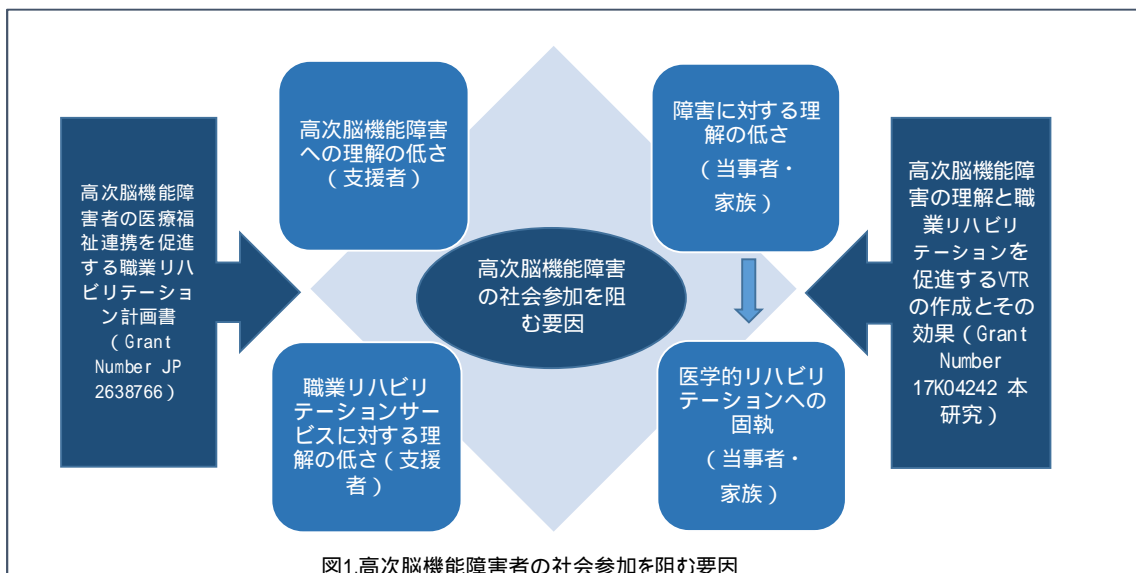 高次脳機能障
害者の医療福
祉連携を促進
する職業リハ
ビリテーショ
ン計画書
（Grant
Number JP
2638766）
高次脳機能障害
への理解の低さ
（支援者）
障害に対する理
解の低さ
（当事者・
家族）
高次脳機能障害
の社会参加を阻
む要因
職業リハビリ
テーションサー
ビスに対する理
解の低さ（支援
者）
医学的リハビリ
テーションへの
固執
（当事者・
家族）
高次脳機能障
害の理解と職
業リハビリ
テーションを
促進するVTR
の作成とその
効果（Grant
Number
17K04242 本
研究）
図1.高次脳機能障害者の社会参加を阻む要因